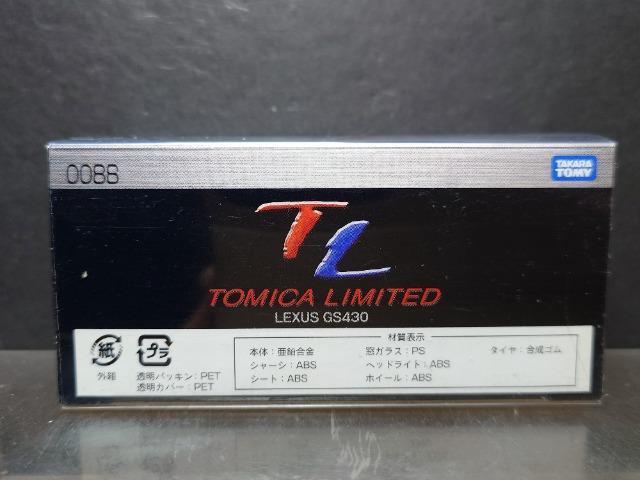 0086
TAKARA
TOMY
TL
TOMICA LIMITED
LEXUS GS430
材質表示
紙
プラ
本体：亜鉛合金
窓ガラス：PS
タイヤ：合成ゴム
外箱
透明パッキン：PET
シャーシ：ABS
ヘッドライト：ABS
透明カバー：PET
シート：ABS
ホイール：ABS